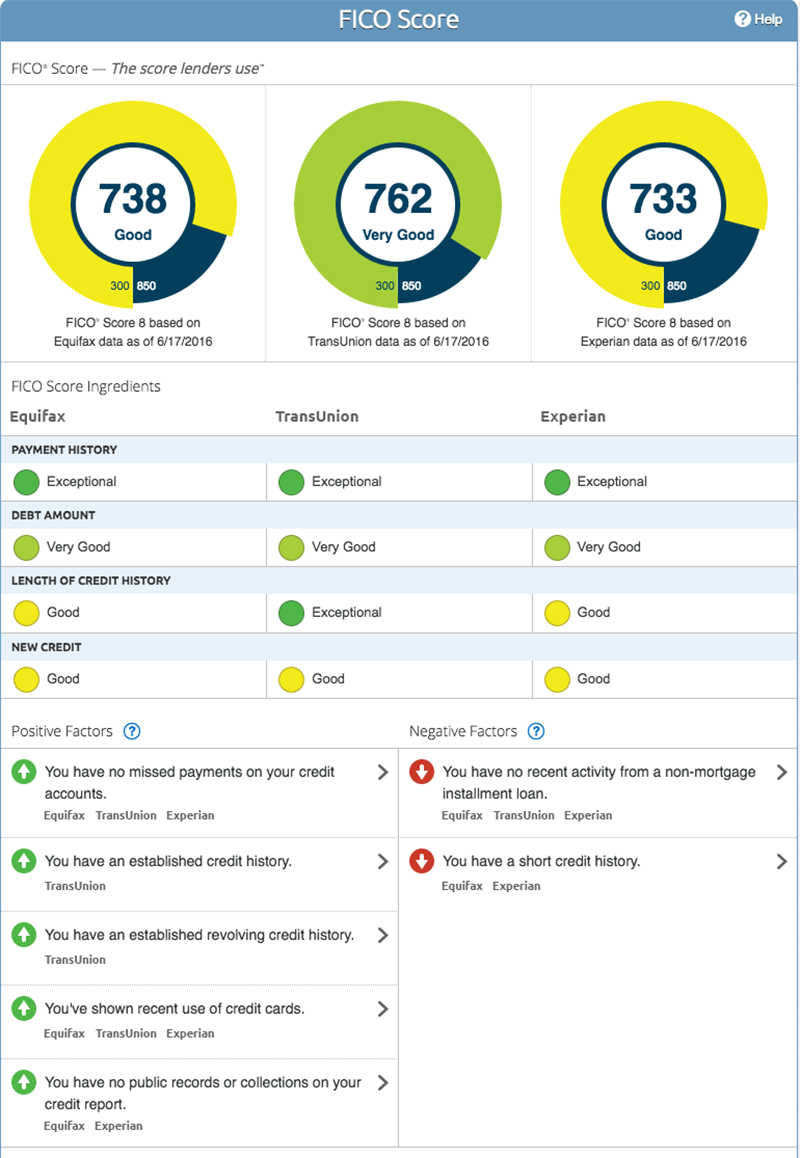 FICO Score
Help
FICO® Score — The score lenders use™
738
Good
300 850
FICO® Score 8 based on
Equifax data as of 6/17/2016
762
Very Good
300 850
FICO® Score 8 based on
TransUnion data as of 6/17/2016
733
Good
300 850
FICO® Score 8 based on
Experian data as of 6/17/2016
FICO Score Ingredients
Equifax TransUnion Experian
PAYMENT HISTORY
Exceptional Exceptional Exceptional
DEBT AMOUNT
Very Good Very Good Very Good
LENGTH OF CREDIT HISTORY
Good Exceptional Good
NEW CREDIT
Good Good Good
Positive Factors ?
You have no missed payments on your credit
accounts.
Equifax TransUnion Experian
You have an established credit history.
TransUnion
You have an established revolving credit history.
TransUnion
You've shown recent use of credit cards.
Equifax TransUnion Experian
You have no public records or collections on your
credit report.
Equifax Experian
Negative Factors ?
You have no recent activity from a non-mortgage
installment loan.
Equifax TransUnion Experian
You have a short credit history.
Equifax Experian